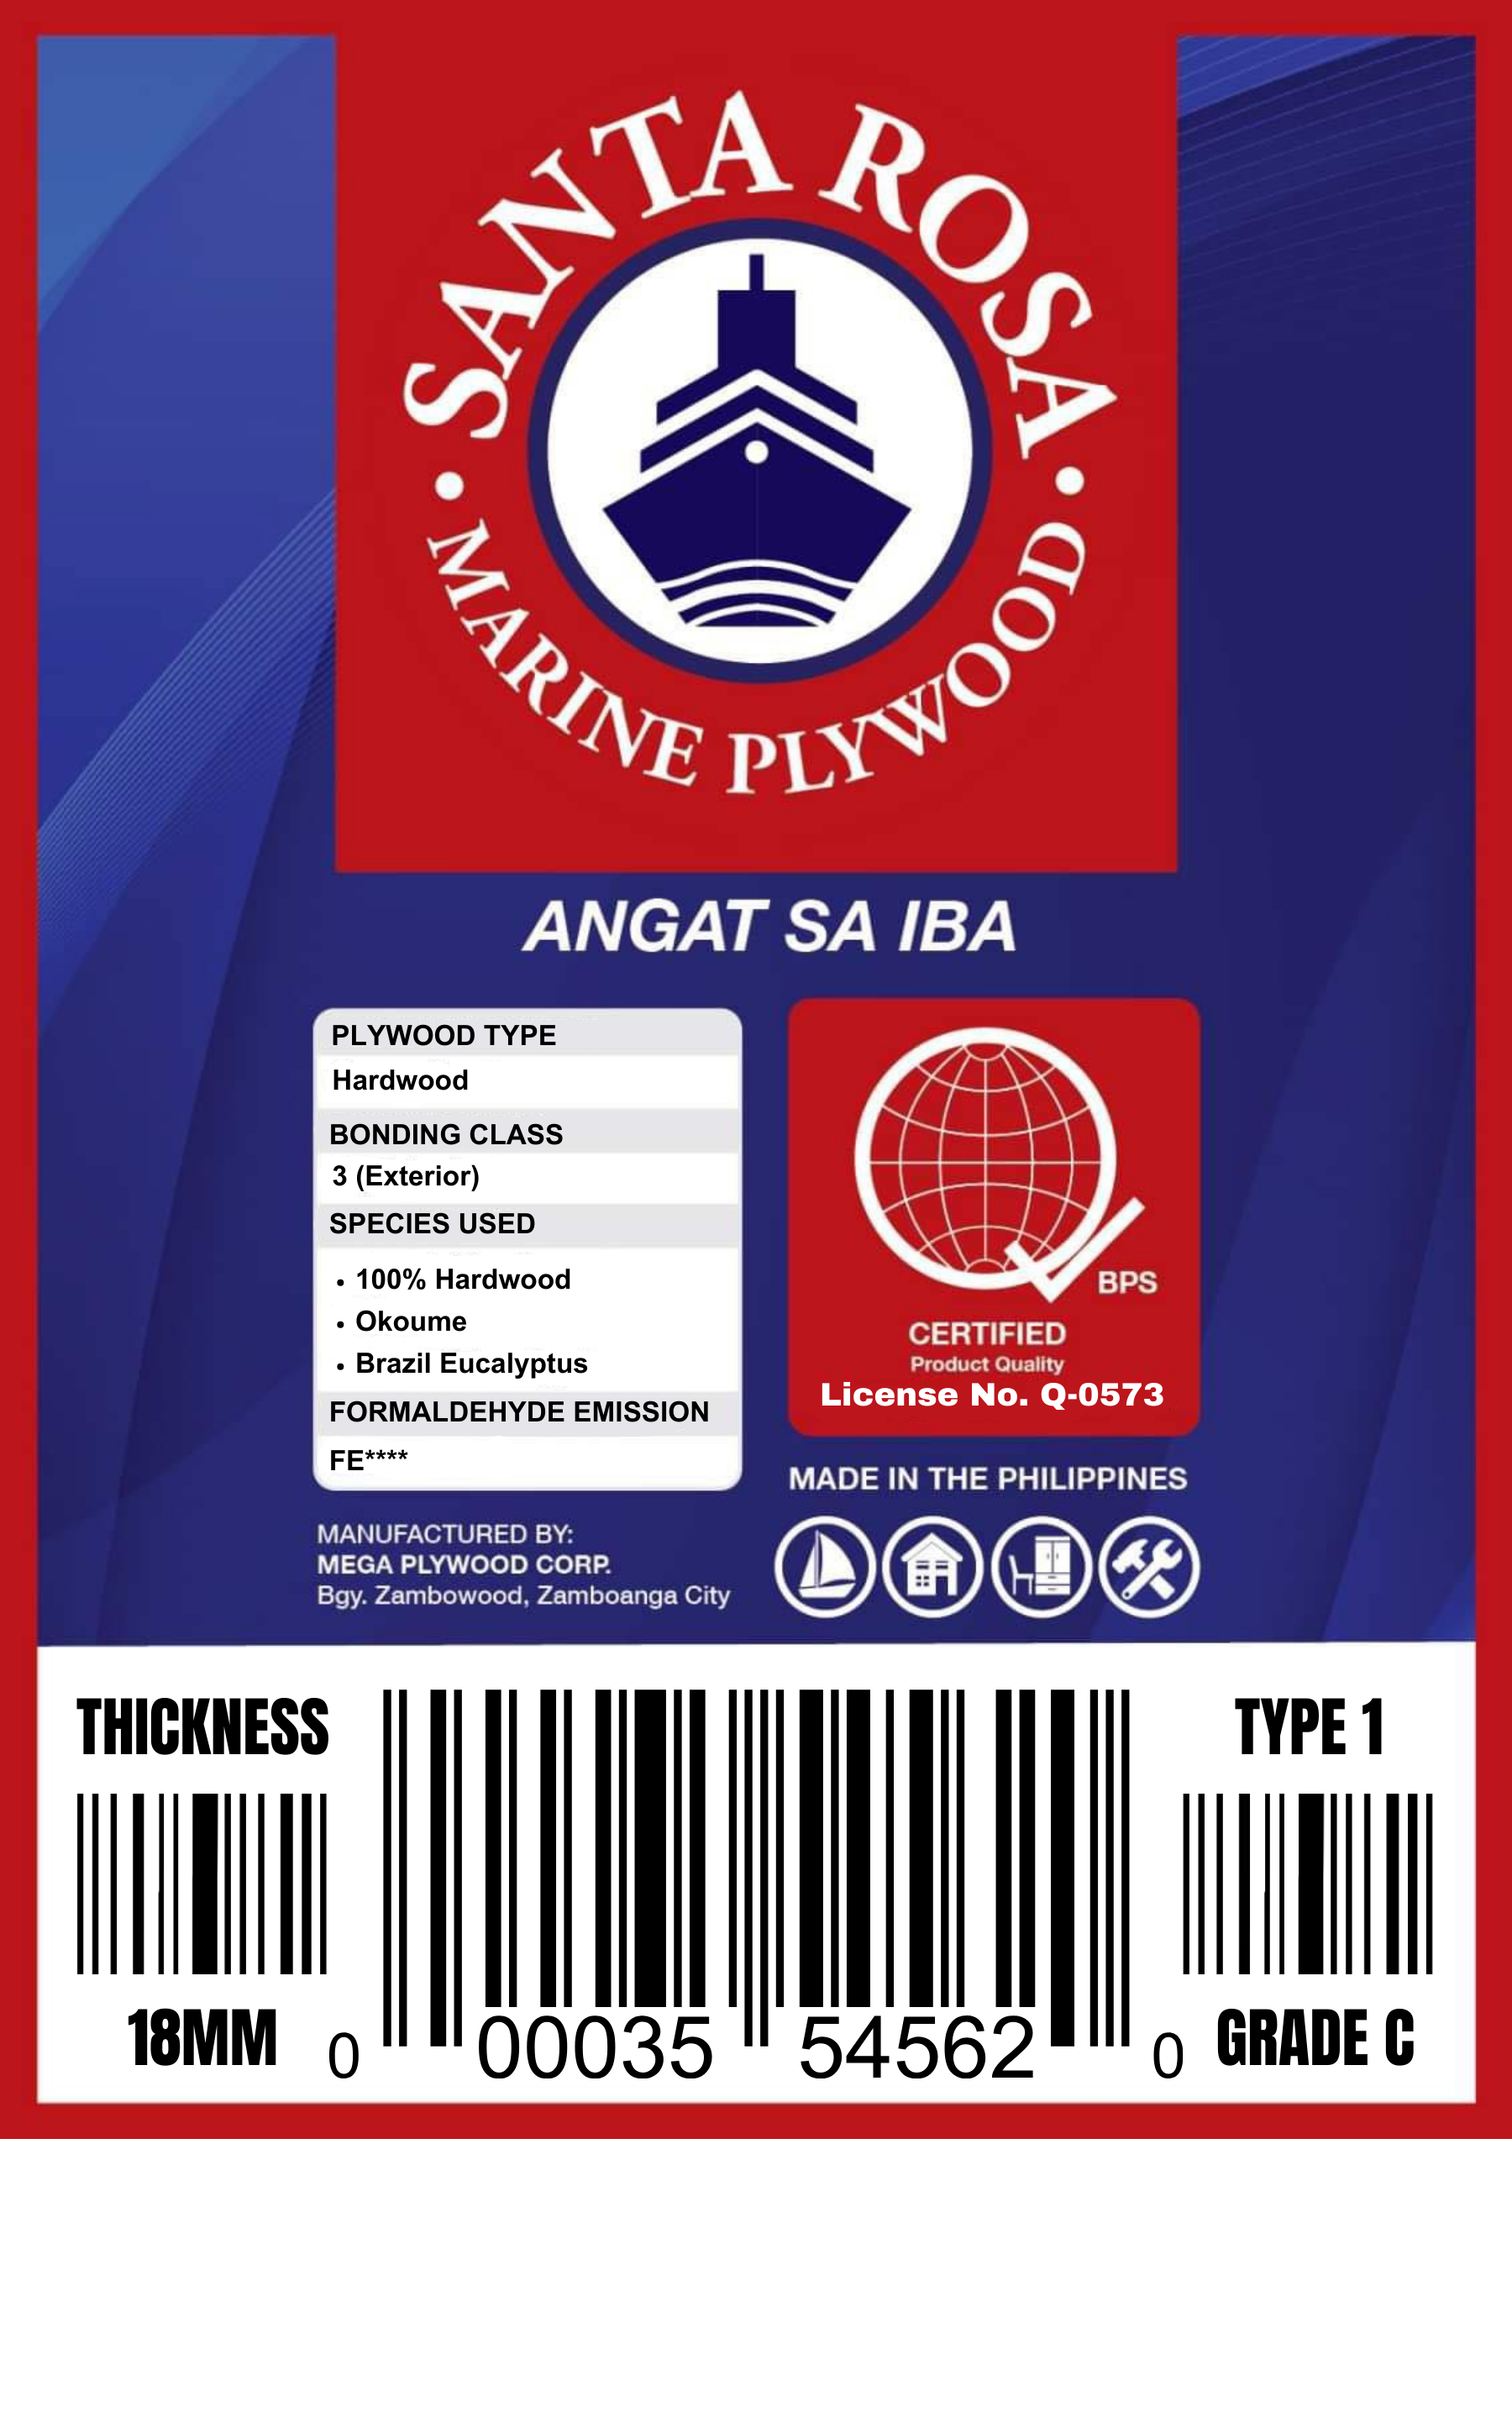 SANTA ROSA
• MARINE PLYWOOD •
ANGAT SA IBA
PLYWOOD TYPE
Hardwood
BONDING CLASS
3 (Exterior)
SPECIES USED
• 100% Hardwood
• Okoume
• Brazil Eucalyptus
FORMALDEHYDE EMISSION
FE****
MANUFACTURED BY:
MEGA PLYWOOD CORP.
Bgy. Zambowood, Zamboanga City
BPS
CERTIFIED
Product Quality
License No. Q-0573
MADE IN THE PHILIPPINES
THICKNESS
18MM
0 00035 54562 0
TYPE 1
GRADE C